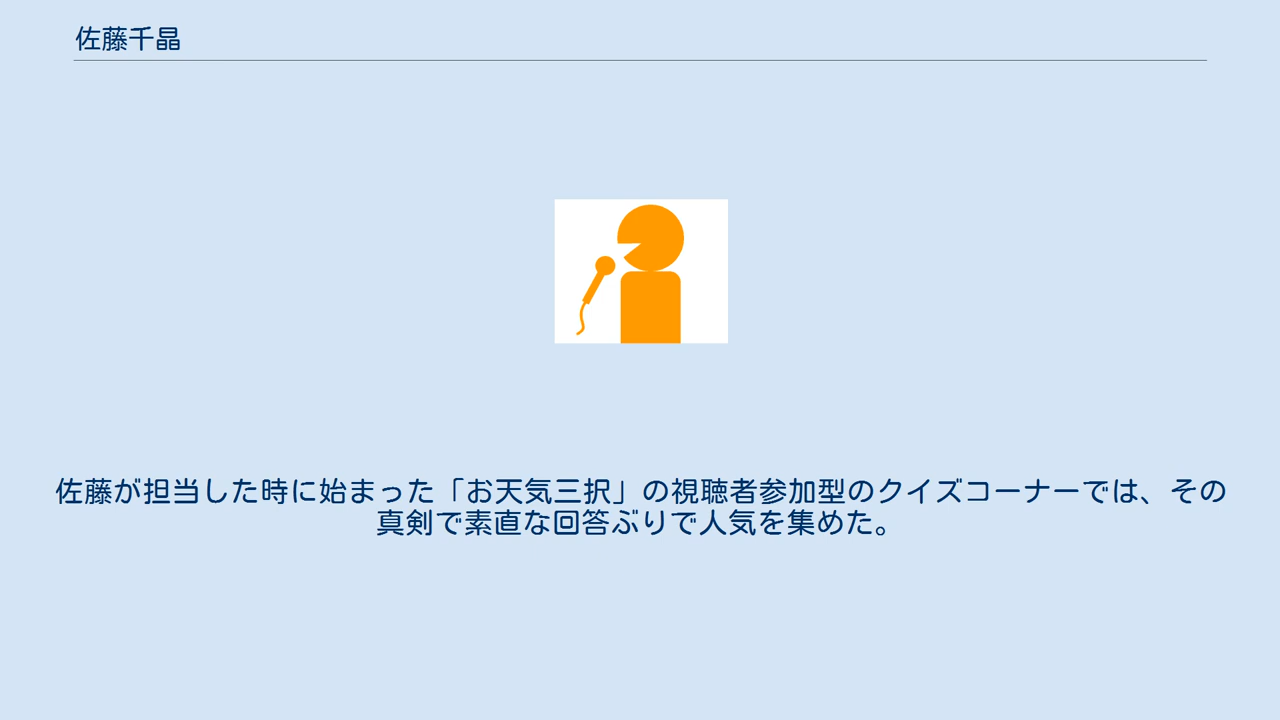 佐藤千晶
佐藤が担当した時に始まった「お天気三択」の視聴者参加型のクイズコーナーでは、その
真剣で素直な回答ぶりで人気を集めた。